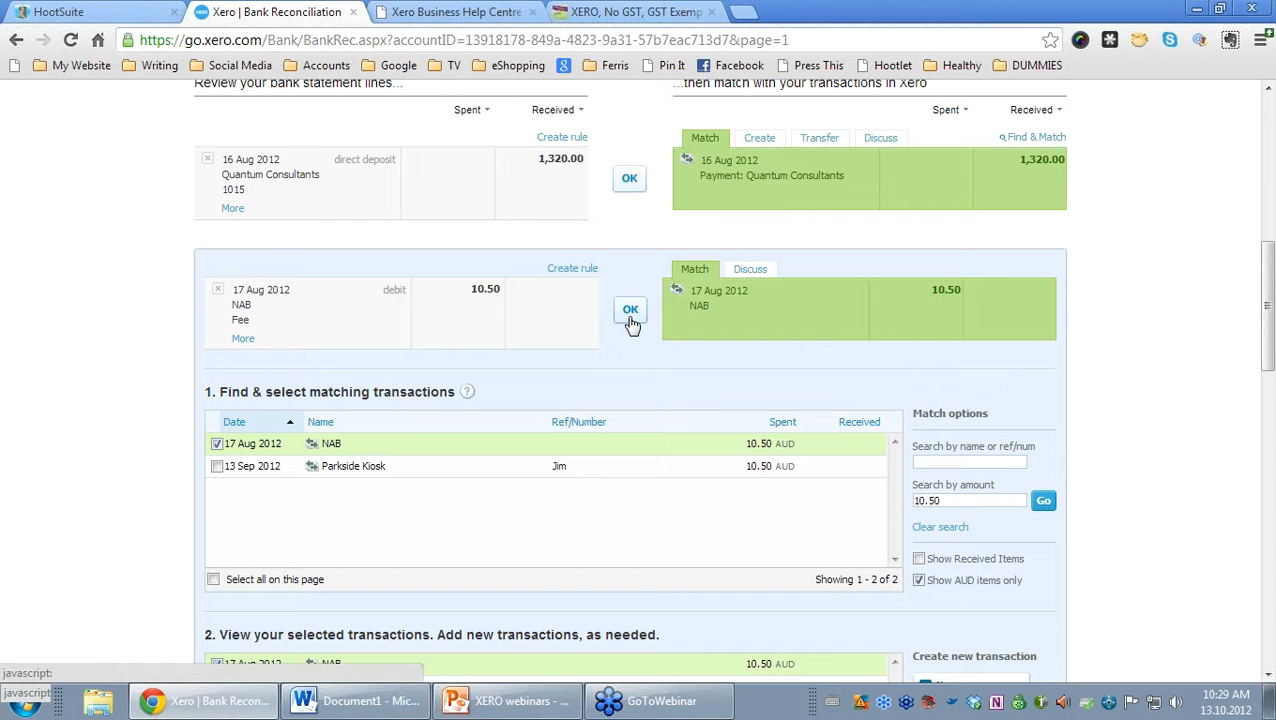 HootSuite
Xero | Bank Reconciliation
Xero Business Help Centre
XERO, No GST, GST Exemp
https://go.xero.com/Bank/BankRec.aspx?accountID=13918178-849a-4823-9a31-57b7eac713d7&page=1
My Website
Writing
Social Media
Accounts
Google
TV
eShopping
Ferris
Pin It
Facebook
Press This
Hootlet
Healthy
DUMMIES
Review your bank statement lines...
...then match with your transactions in Xero
Spent
Received
Spent
Received
Create rule
Match
Create
Transfer
Discuss
Find & Match
16 Aug 2012
direct deposit
1,320.00
Quantum Consultants
1015
More
OK
16 Aug 2012
1,320.00
Payment: Quantum Consultants
Create rule
Match
Discuss
17 Aug 2012
debit
10.50
NAB
Fee
More
OK
17 Aug 2012
10.50
NAB
1. Find & select matching transactions ?
Date
Name
Ref/Number
Spent
Received
17 Aug 2012
NAB
10.50 AUD
13 Sep 2012
Parkside Kiosk
Jim
10.50 AUD
Select all on this page
Showing 1 - 2 of 2
Match options
Search by name or ref/num
Search by amount
10.50
Go
Clear search
Show Received Items
Show AUD items only
2. View your selected transactions. Add new transactions, as needed.
17 Aug 2012
NAB
10.50 AUD
Create new transaction
javascript:
javascript
Xero | Bank Recon...
Document1 - Mic...
XERO webinars - ...
GoToWebinar
10:29 AM
13.10.2012